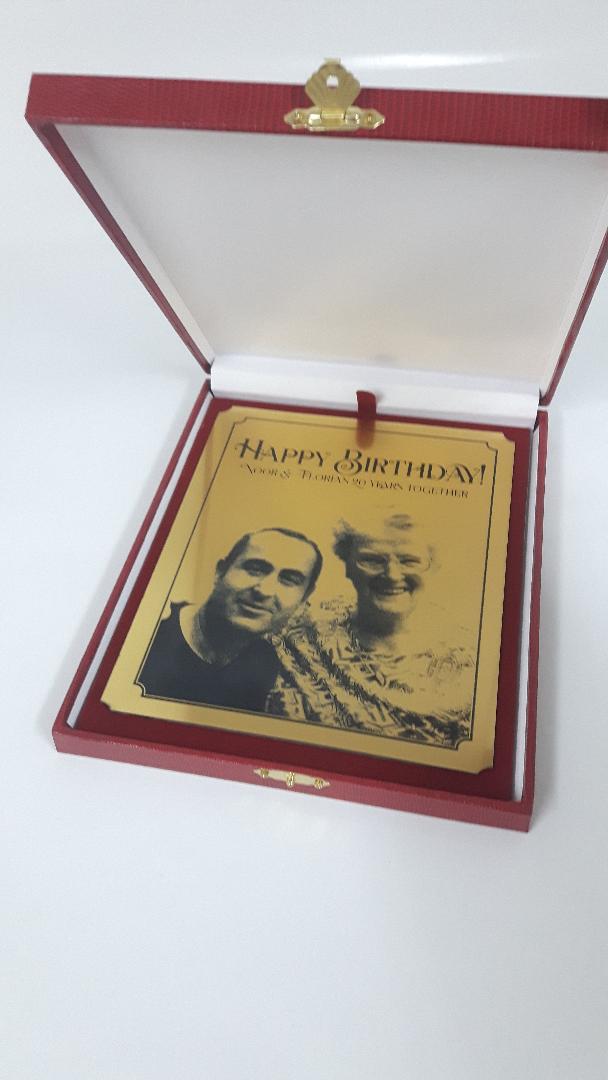 HAPPY BIRTHDAY!
NOOR & FLORIAN 20 YEARS TOGETHER